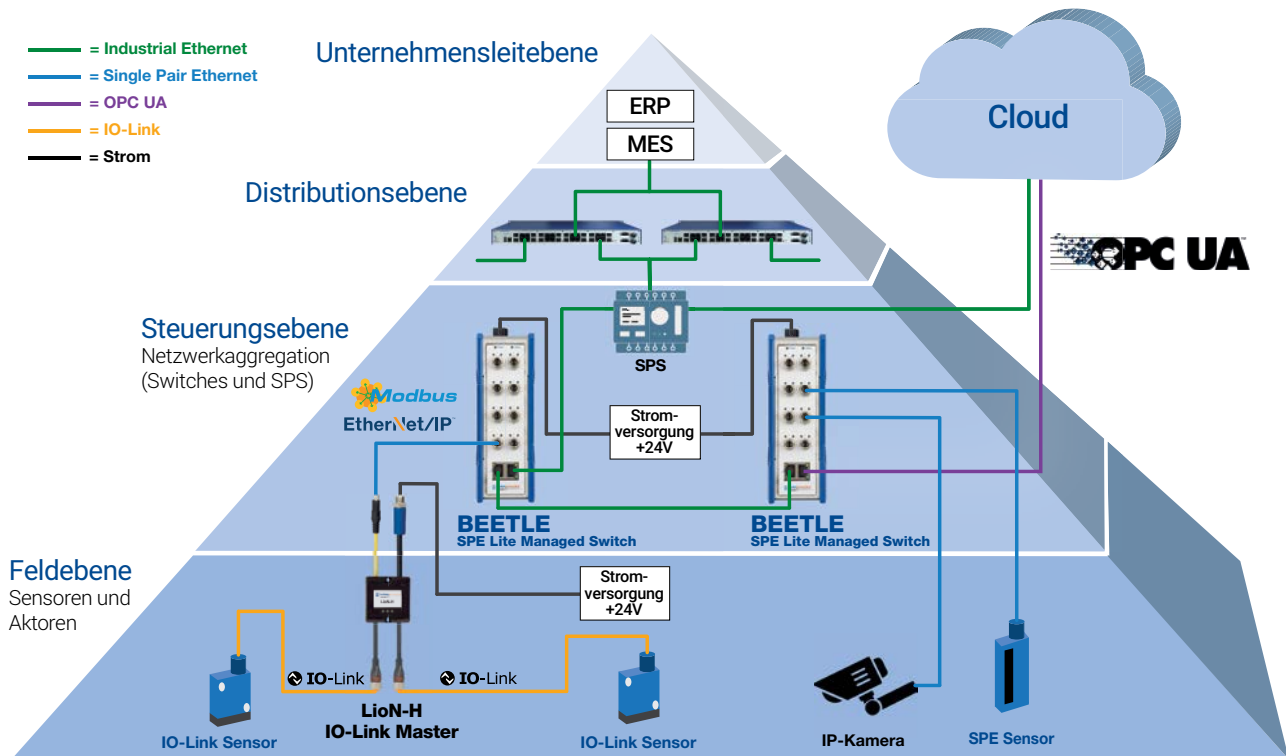 = Industrial Ethernet
= Single Pair Ethernet
= OPC UA
= IO-Link
= Strom
Unternehmensleitebene
ERP
MES
Cloud
Distributionsebene
OPC UA
Steuerungsebene
Netzwerkaggregation
(Switches und SPS)
SPS
Modbus
EtherNet/IP
Strom-
versorgung
+24V
BEETLE
SPE Lite Managed Switch
BEETLE
SPE Lite Managed Switch
Feldebene
Sensoren und
Aktoren
Strom-
versorgung
+24V
IO-Link
IO-Link
LioN-H
IO-Link Master
IO-Link Sensor
IO-Link Sensor
IP-Kamera
SPE Sensor